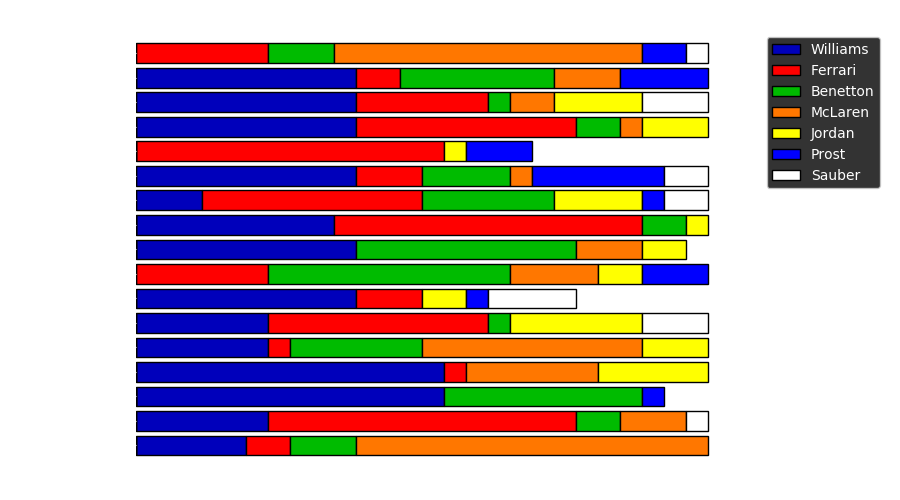 Williams
Ferrari
Benetton
McLaren
Jordan
Prost
Sauber